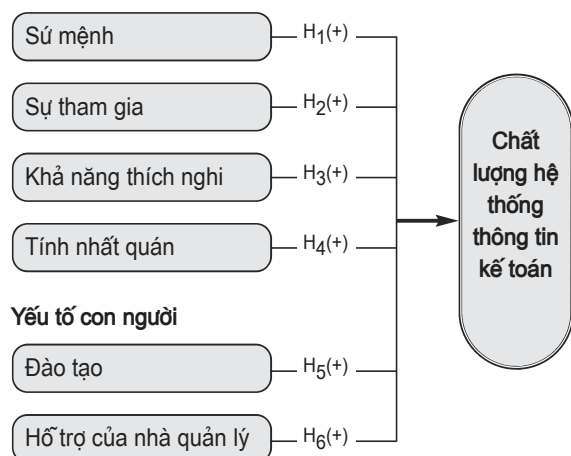 Sứ mệnh
H1(+)
Sự tham gia
H2(+)
Khả năng thích nghi
H3(+)
Tính nhất quán
H4(+)
Yếu tố con người
Đào tạo
H5(+)
Hỗ trợ của nhà quản lý
H6(+)
Chất
lượng hệ
thống
thông tin
kế toán